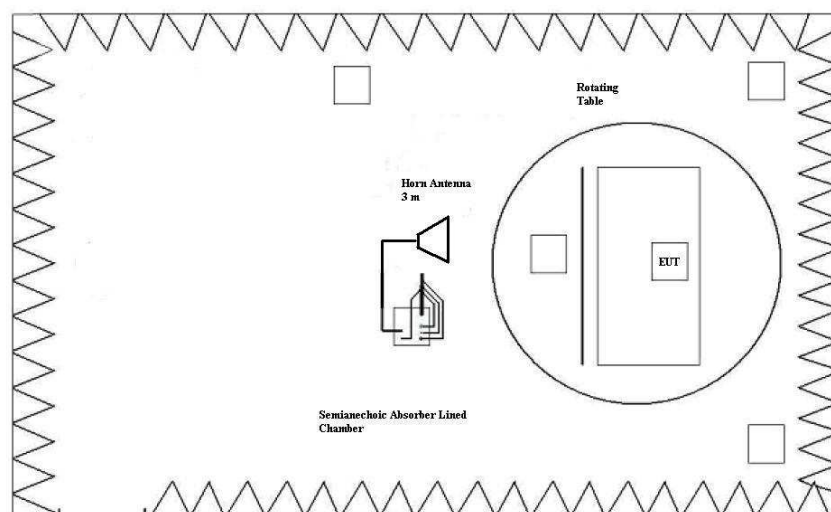 Rotating
Table
Horn Antenna
3 m
EUT
Semianechoic Absorber Lined
Chamber